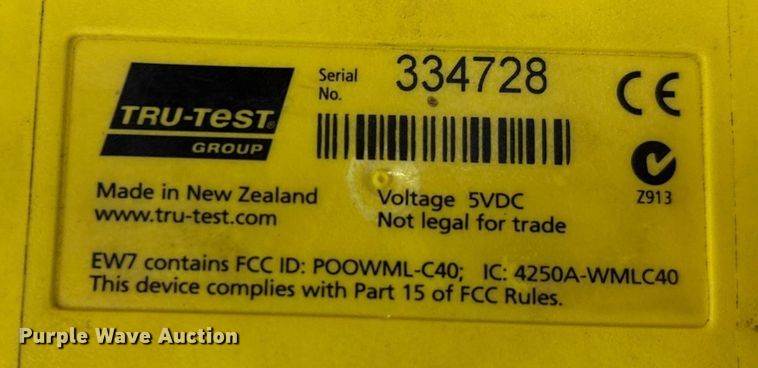 TRU-TEST®
GROUP
Serial No. 334728
CE
Z913
Made in New Zealand
www.tru-test.com
Voltage 5VDC
Not legal for trade
EW7 contains FCC ID: POOWML-C40; IC: 4250A-WMLC40
This device complies with Part 15 of FCC Rules.
Purple Wave Auction